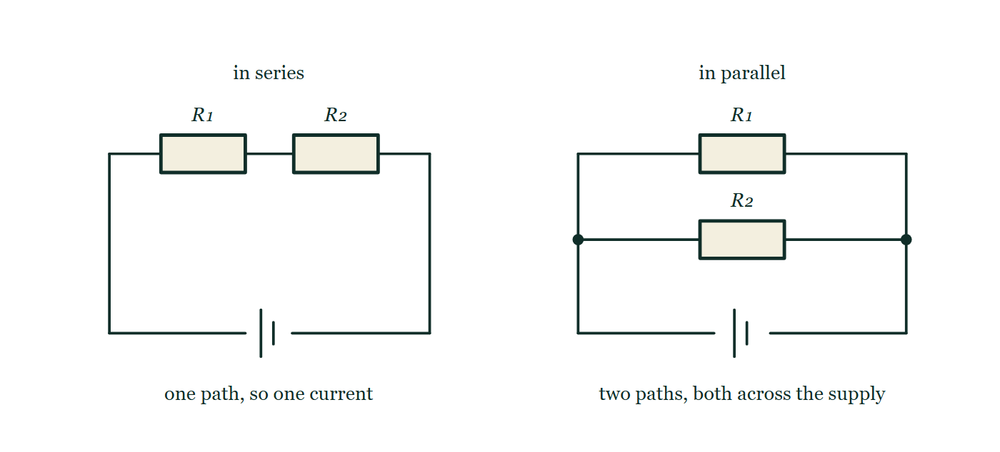 in series
R1 R2
one path, so one current
in parallel
R1
R2
two paths, both across the supply